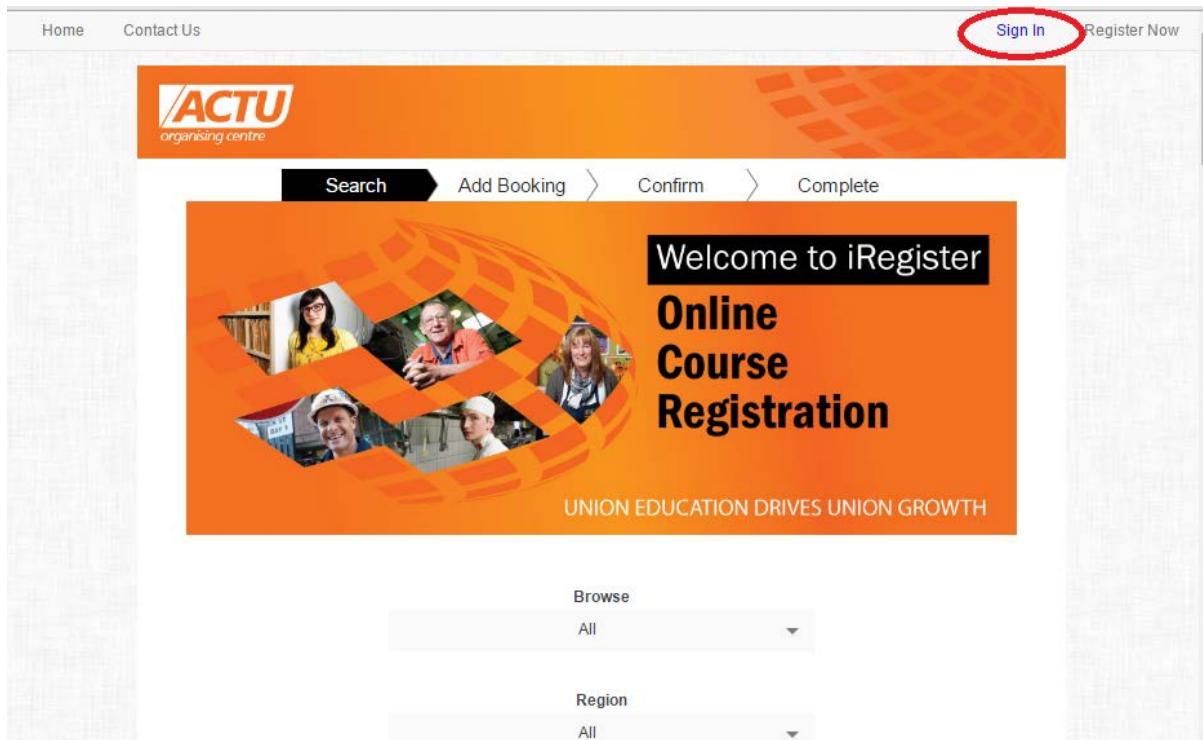 Home Contact Us Sign In Register Now
ACTU
organising centre
Search Add Booking Confirm Complete
Welcome to iRegister
Online
Course
Registration
UNION EDUCATION DRIVES UNION GROWTH
Browse
All
Region
All